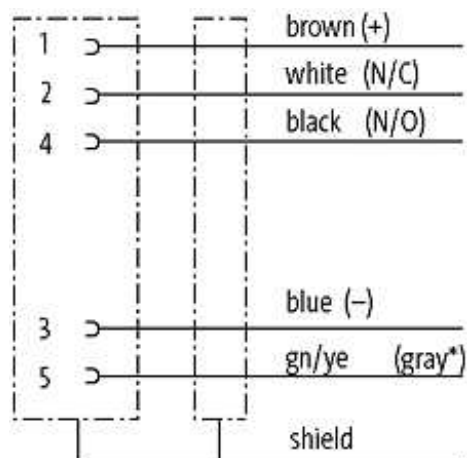 1 brown (+)
2 white (N/C)
4 black (N/O)
3 blue (–)
5 gn/ye (gray*)
shield